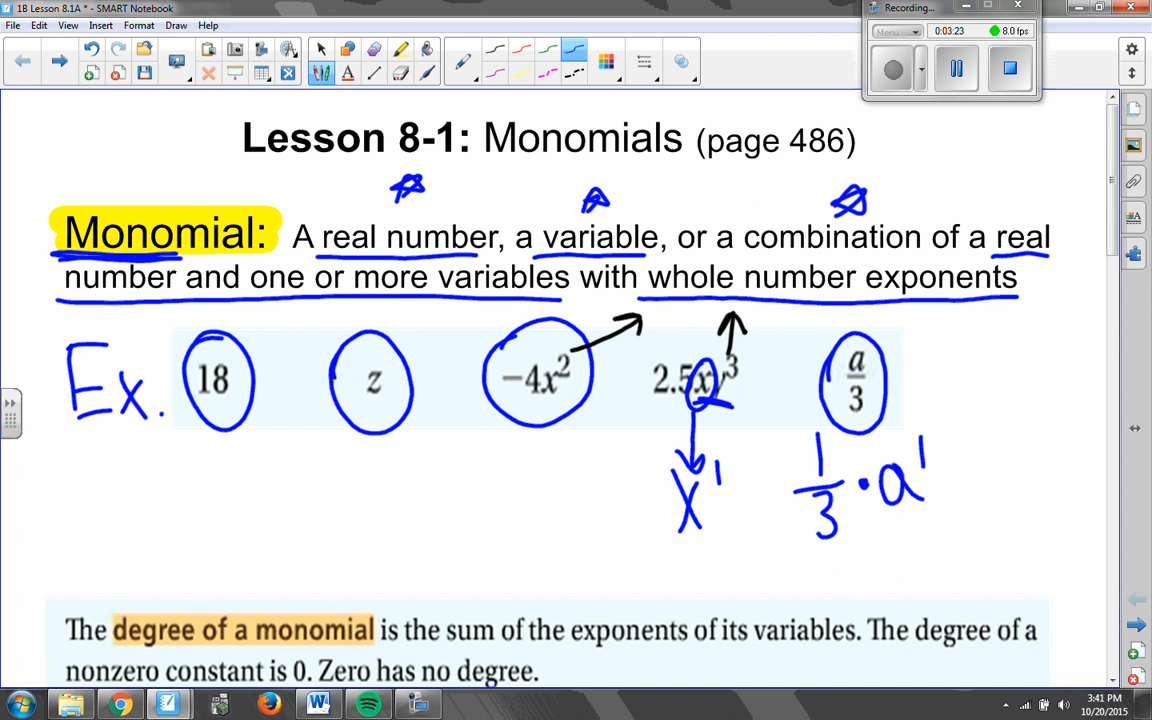 1B Lesson 8.1A * - SMART Notebook
Recording...
File Edit View Insert Format Tools Draw Help
Menu 0:03:23 8.0 fps
Lesson 8-1: Monomials (page 486)
Monomial: A real number, a variable, or a combination of a real
number and one or more variables with whole number exponents
Ex. 18 z −4x² 2.5xy³ a/3
x¹ 1/3 · a¹
The degree of a monomial is the sum of the exponents of its variables. The degree of a
nonzero constant is 0. Zero has no degree.
3:41 PM
10/20/2015